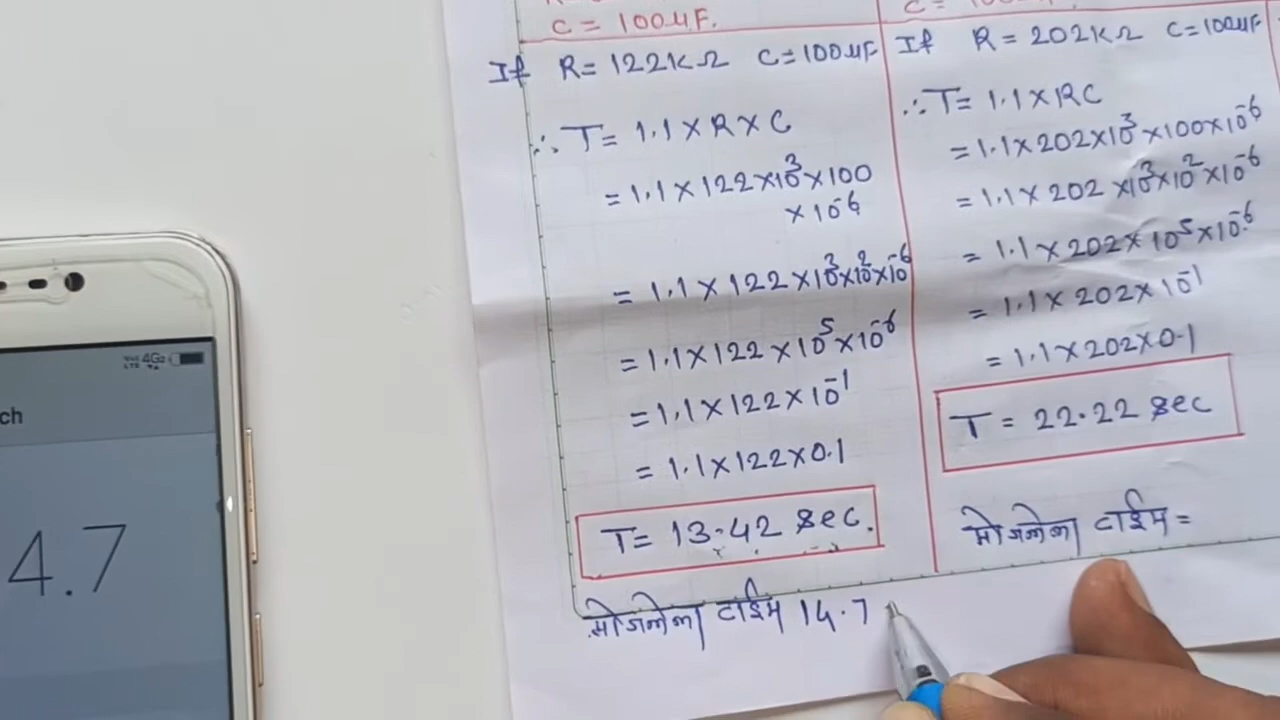 C = 100µF.
If R = 122KΩ C = 100µF
∴ T = 1.1 × R × C
= 1.1 × 122 × 10³ × 100
× 10⁻⁶
= 1.1 × 122 × 10³ × 10² × 10⁻⁶
= 1.1 × 122 × 10⁵ × 10⁻⁶
= 1.1 × 122 × 10⁻¹
= 1.1 × 122 × 0.1
T = 13.42 sec.
मोजलेला टाईम 14.7
If R = 202KΩ C = 100µF
∴ T = 1.1 × RC
= 1.1 × 202 × 10³ × 100 × 10⁻⁶
= 1.1 × 202 × 10³ × 10² × 10⁻⁶
= 1.1 × 202 × 10⁵ × 10⁻⁶
= 1.1 × 202 × 10⁻¹
= 1.1 × 202 × 0.1
T = 22.22 sec
मोजलेला टाईम =
4G
ch
4.7